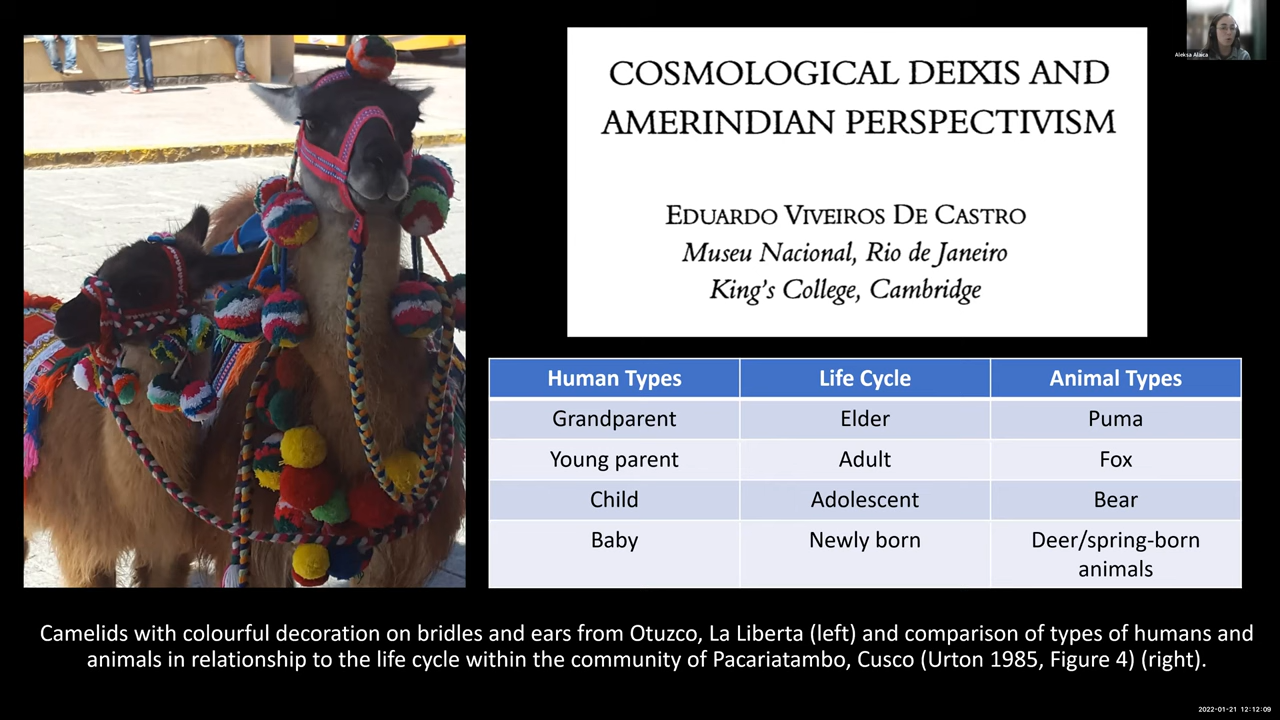 Aleksa Alaica
COSMOLOGICAL DEIXIS AND
AMERINDIAN PERSPECTIVISM
EDUARDO VIVEIROS DE CASTRO
Museu Nacional, Rio de Janeiro
King's College, Cambridge
Human Types Life Cycle Animal Types
Grandparent Elder Puma
Young parent Adult Fox
Child Adolescent Bear
Baby Newly born Deer/spring-born
animals
Camelids with colourful decoration on bridles and ears from Otuzco, La Liberta (left) and comparison of types of humans and
animals in relationship to the life cycle within the community of Pacariatambo, Cusco (Urton 1985, Figure 4) (right).
2022-01-21 12:12:09